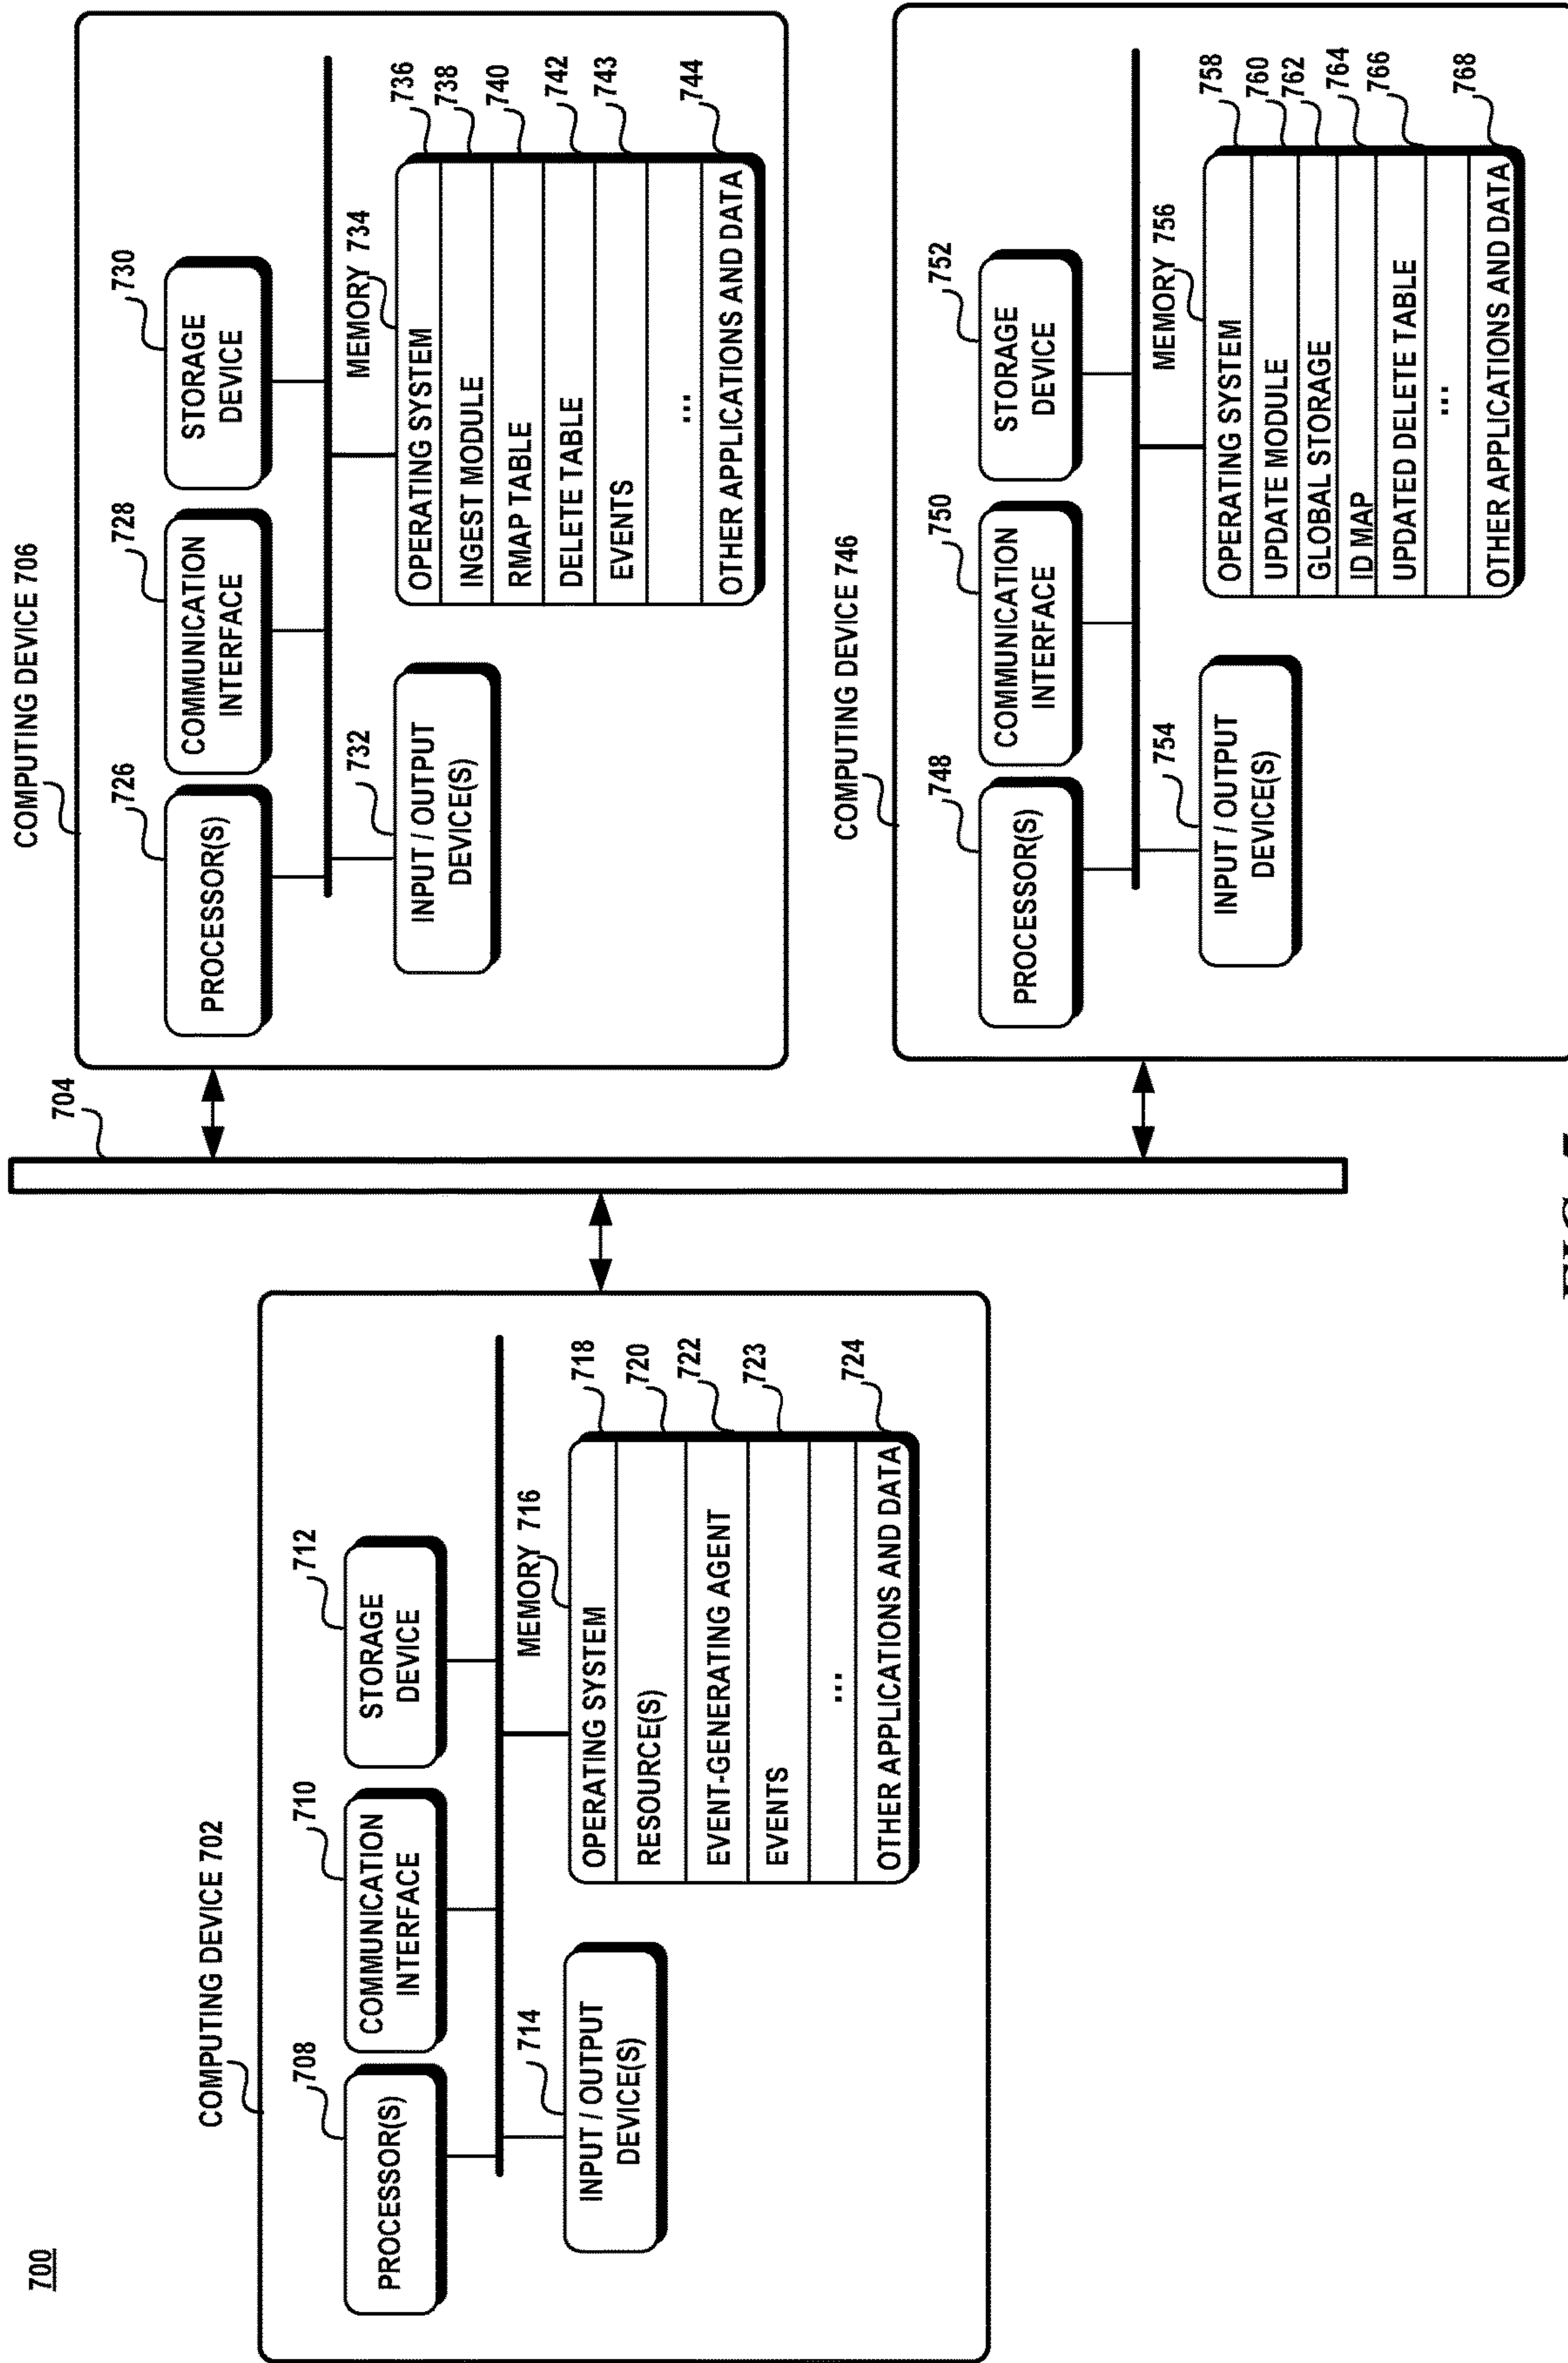 700
COMPUTING DEVICE 702
708
PROCESSOR(S)
710
COMMUNICATION
INTERFACE
712
STORAGE
DEVICE
714
INPUT / OUTPUT
DEVICE(S)
MEMORY 716
OPERATING SYSTEM
718
RESOURCE(S)
720
EVENT-GENERATING AGENT
722
EVENTS
723
...
OTHER APPLICATIONS AND DATA
724
704
COMPUTING DEVICE 706
726
PROCESSOR(S)
728
COMMUNICATION
INTERFACE
730
STORAGE
DEVICE
732
INPUT / OUTPUT
DEVICE(S)
MEMORY 734
OPERATING SYSTEM
736
INGEST MODULE
738
RMAP TABLE
740
DELETE TABLE
742
EVENTS
743
...
OTHER APPLICATIONS AND DATA
744
COMPUTING DEVICE 746
748
PROCESSOR(S)
750
COMMUNICATION
INTERFACE
752
STORAGE
DEVICE
754
INPUT / OUTPUT
DEVICE(S)
MEMORY 756
OPERATING SYSTEM
758
UPDATE MODULE
760
GLOBAL STORAGE
762
ID MAP
764
UPDATED DELETE TABLE
766
...
OTHER APPLICATIONS AND DATA
768